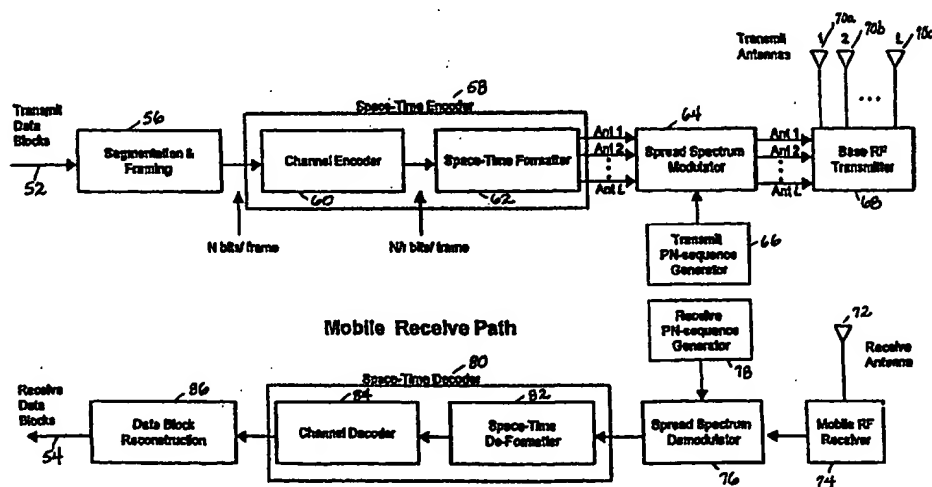 Transmit
Antennas
1
70a
2
70b
L
Transmit
Data
Blocks
52
56
Segmentation &
Framing
58
Space-Time Encoder
Channel Encoder
60
Space-Time Formatter
62
N bits/ frame
N/r bits/ frame
Ant 1
Ant 2
Ant L
64
Spread Spectrum
Modulator
Ant 1
Ant 2
Ant L
Base RF
Transmitter
68
Transmit
PN-sequence
Generator
66
Mobile Receive Path
Receive
PN-sequence
Generator
78
72
Receive
Antenna
Receive
Data
Blocks
54
86
Data Block
Reconstruction
80
Space-Time Decoder
84
Channel Decoder
82
Space-Time
De-Formatter
Spread Spectrum
Demodulator
76
Mobile RF
Receiver
74